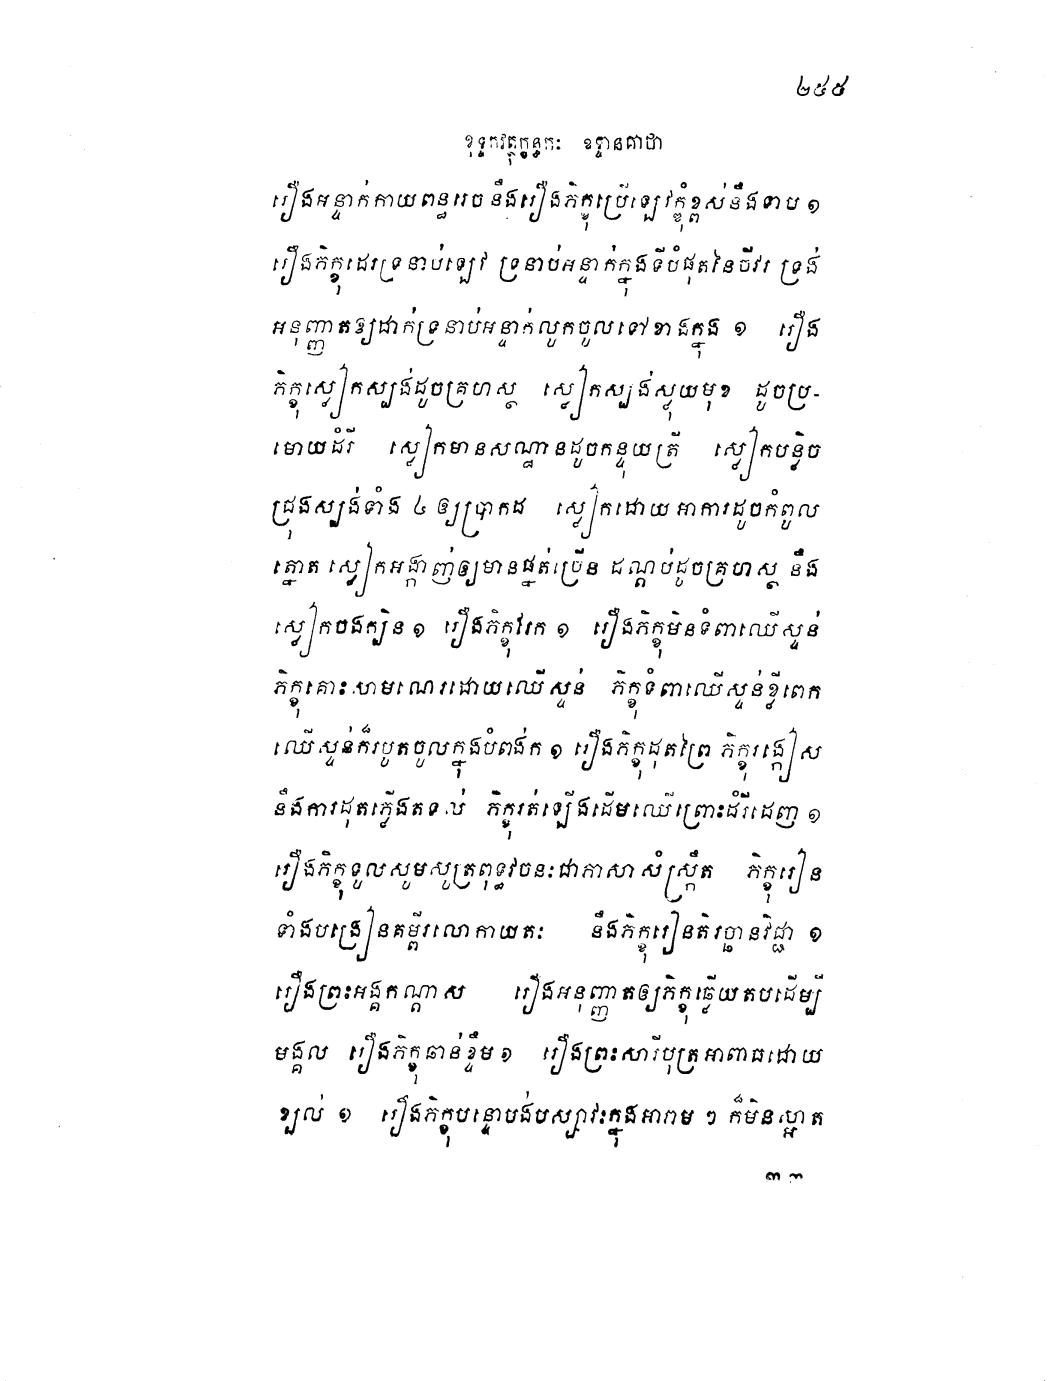 ២៥៥
ខុទ្ទកវត្ថុក្ខន្ធកៈ ឧទ្ទានគាថា
រឿងអន្ទាក់កាយពន្ធរេច នឹងរឿងភិក្ខុប្រើឡេវក្ខុំខ្ពស់នឹងទាប ១
រឿងភិក្ខុដេរទ្រនាប់ឡេវ ទ្រនាប់អន្ទាក់ក្នុងទីបំផុតនៃចីវរ ទ្រង់
អនុញ្ញាតឱ្យដាក់ទ្រនាប់អន្ទាក់លូកចូលទៅខាងក្នុង ១ រឿង
ភិក្ខុស្លៀកស្បង់ដូចគ្រហស្ថ ស្លៀកស្បង់ស្មុយមុខ ដូចប្រ-
មោយដំរី ស្លៀកមានសណ្ឋានដូចកន្ទុយត្រី ស្លៀកបន្លិច
ជ្រុងស្បង់ទាំង ៤ ឲ្យប្រាកដ ស្លៀកដោយអាការដូចកំពូល
ត្នោត ស្លៀកអង្កាញ់ឲ្យមានផ្នត់ច្រើន ដណ្តប់ដូចគ្រហស្ថ នឹង
ស្លៀកចងក្បិន ១ រឿងភិក្ខុរែក ១ រឿងភិក្ខុមិនទំពាឈើស្ទន់
ភិក្ខុគោះសាមណេរដោយឈើស្ទន់ ភិក្ខុទំពាឈើស្ទន់ខ្លីពេក
ឈើស្ទន់ក៏របូតចូលក្នុងបំពង់ក ១ រឿងភិក្ខុដុតព្រៃ ភិក្ខុរង្កៀស
នឹងការដុតភ្លើងតទល់ ភិក្ខុរត់ឡើងដើមឈើព្រោះដំរីដេញ ១
រឿងភិក្ខុទូលសូមសូត្រពុទ្ធវចនៈជាភាសាសំស្ក្រឹត ភិក្ខុរៀន
ទាំងបង្រៀនគម្ពីរលោកាយតៈ នឹងភិក្ខុរៀនតិរច្ឆានវិជ្ជា ១
រឿងព្រះអង្គកណ្តាស រឿងអនុញ្ញាតឲ្យភិក្ខុឆ្លើយតបដើម្បី
មង្គល រឿងភិក្ខុឆាន់ខ្ទឹម ១ រឿងព្រះសារីបុត្រអាពាធដោយ
ខ្យល់ ១ រឿងភិក្ខុបន្ទោបង់បស្សាវៈក្នុងអារាម ៗ ក៏មិនស្អាត
៣៣